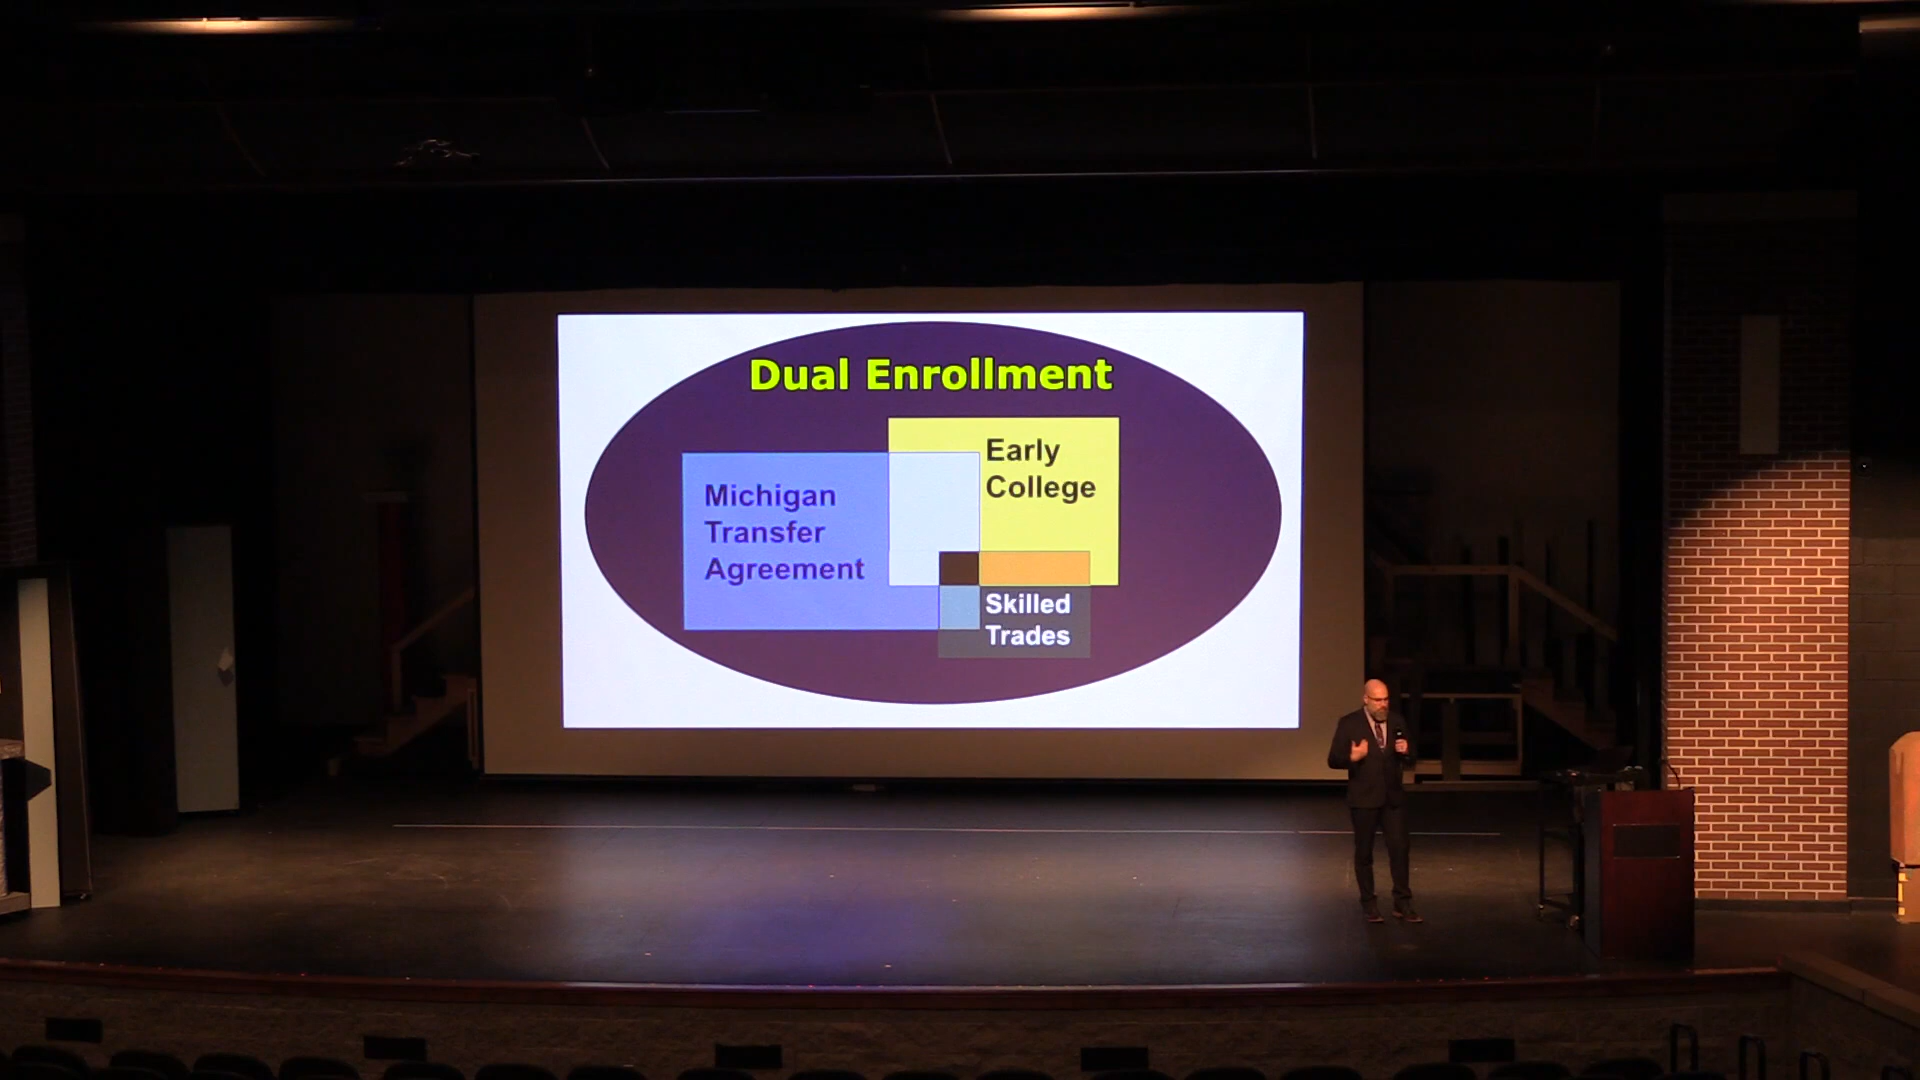 Dual Enrollment
Michigan
Transfer
Agreement
Early
College
Skilled
Trades